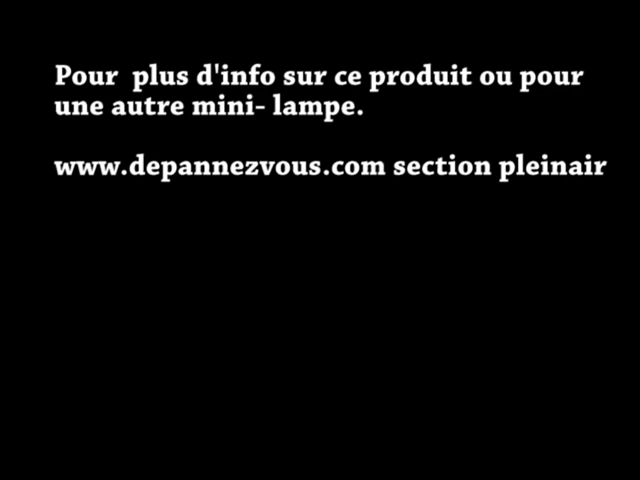 Pour  plus d'info sur ce produit ou pour
une autre mini- lampe.
www.depannezvous.com section pleinair